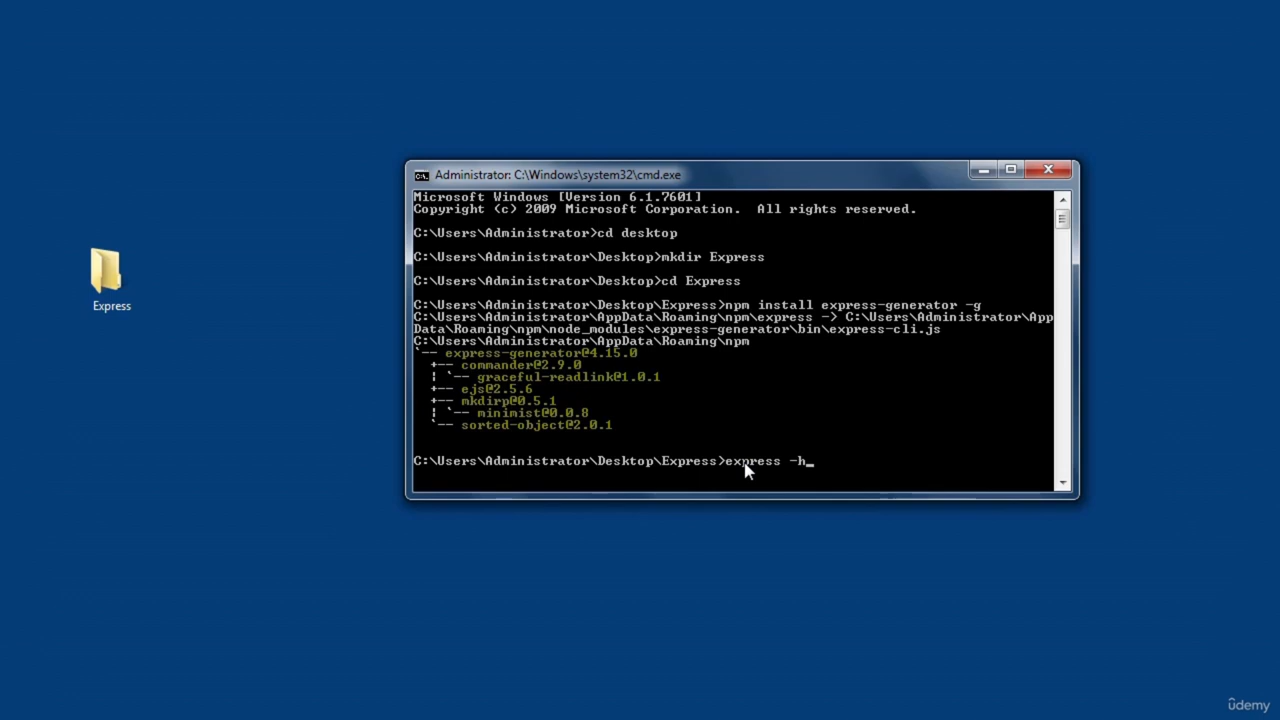 Administrator: C:\Windows\system32\cmd.exe
Microsoft Windows [Version 6.1.7601]
Copyright (c) 2009 Microsoft Corporation.  All rights reserved.
C:\Users\Administrator>cd desktop
C:\Users\Administrator\Desktop>mkdir Express
C:\Users\Administrator\Desktop>cd Express
C:\Users\Administrator\Desktop\Express>npm install express-generator -g
C:\Users\Administrator\AppData\Roaming\npm\express -> C:\Users\Administrator\App
Data\Roaming\npm\node_modules\express-generator\bin\express-cli.js
C:\Users\Administrator\AppData\Roaming\npm
`-- express-generator@4.15.0
  +-- commander@2.9.0
  ¦ `-- graceful-readlink@1.0.1
  +-- ejs@2.5.6
  +-- mkdirp@0.5.1
  ¦ `-- minimist@0.0.8
  `-- sorted-object@2.0.1
C:\Users\Administrator\Desktop\Express>express -h_
Express
ûdemy